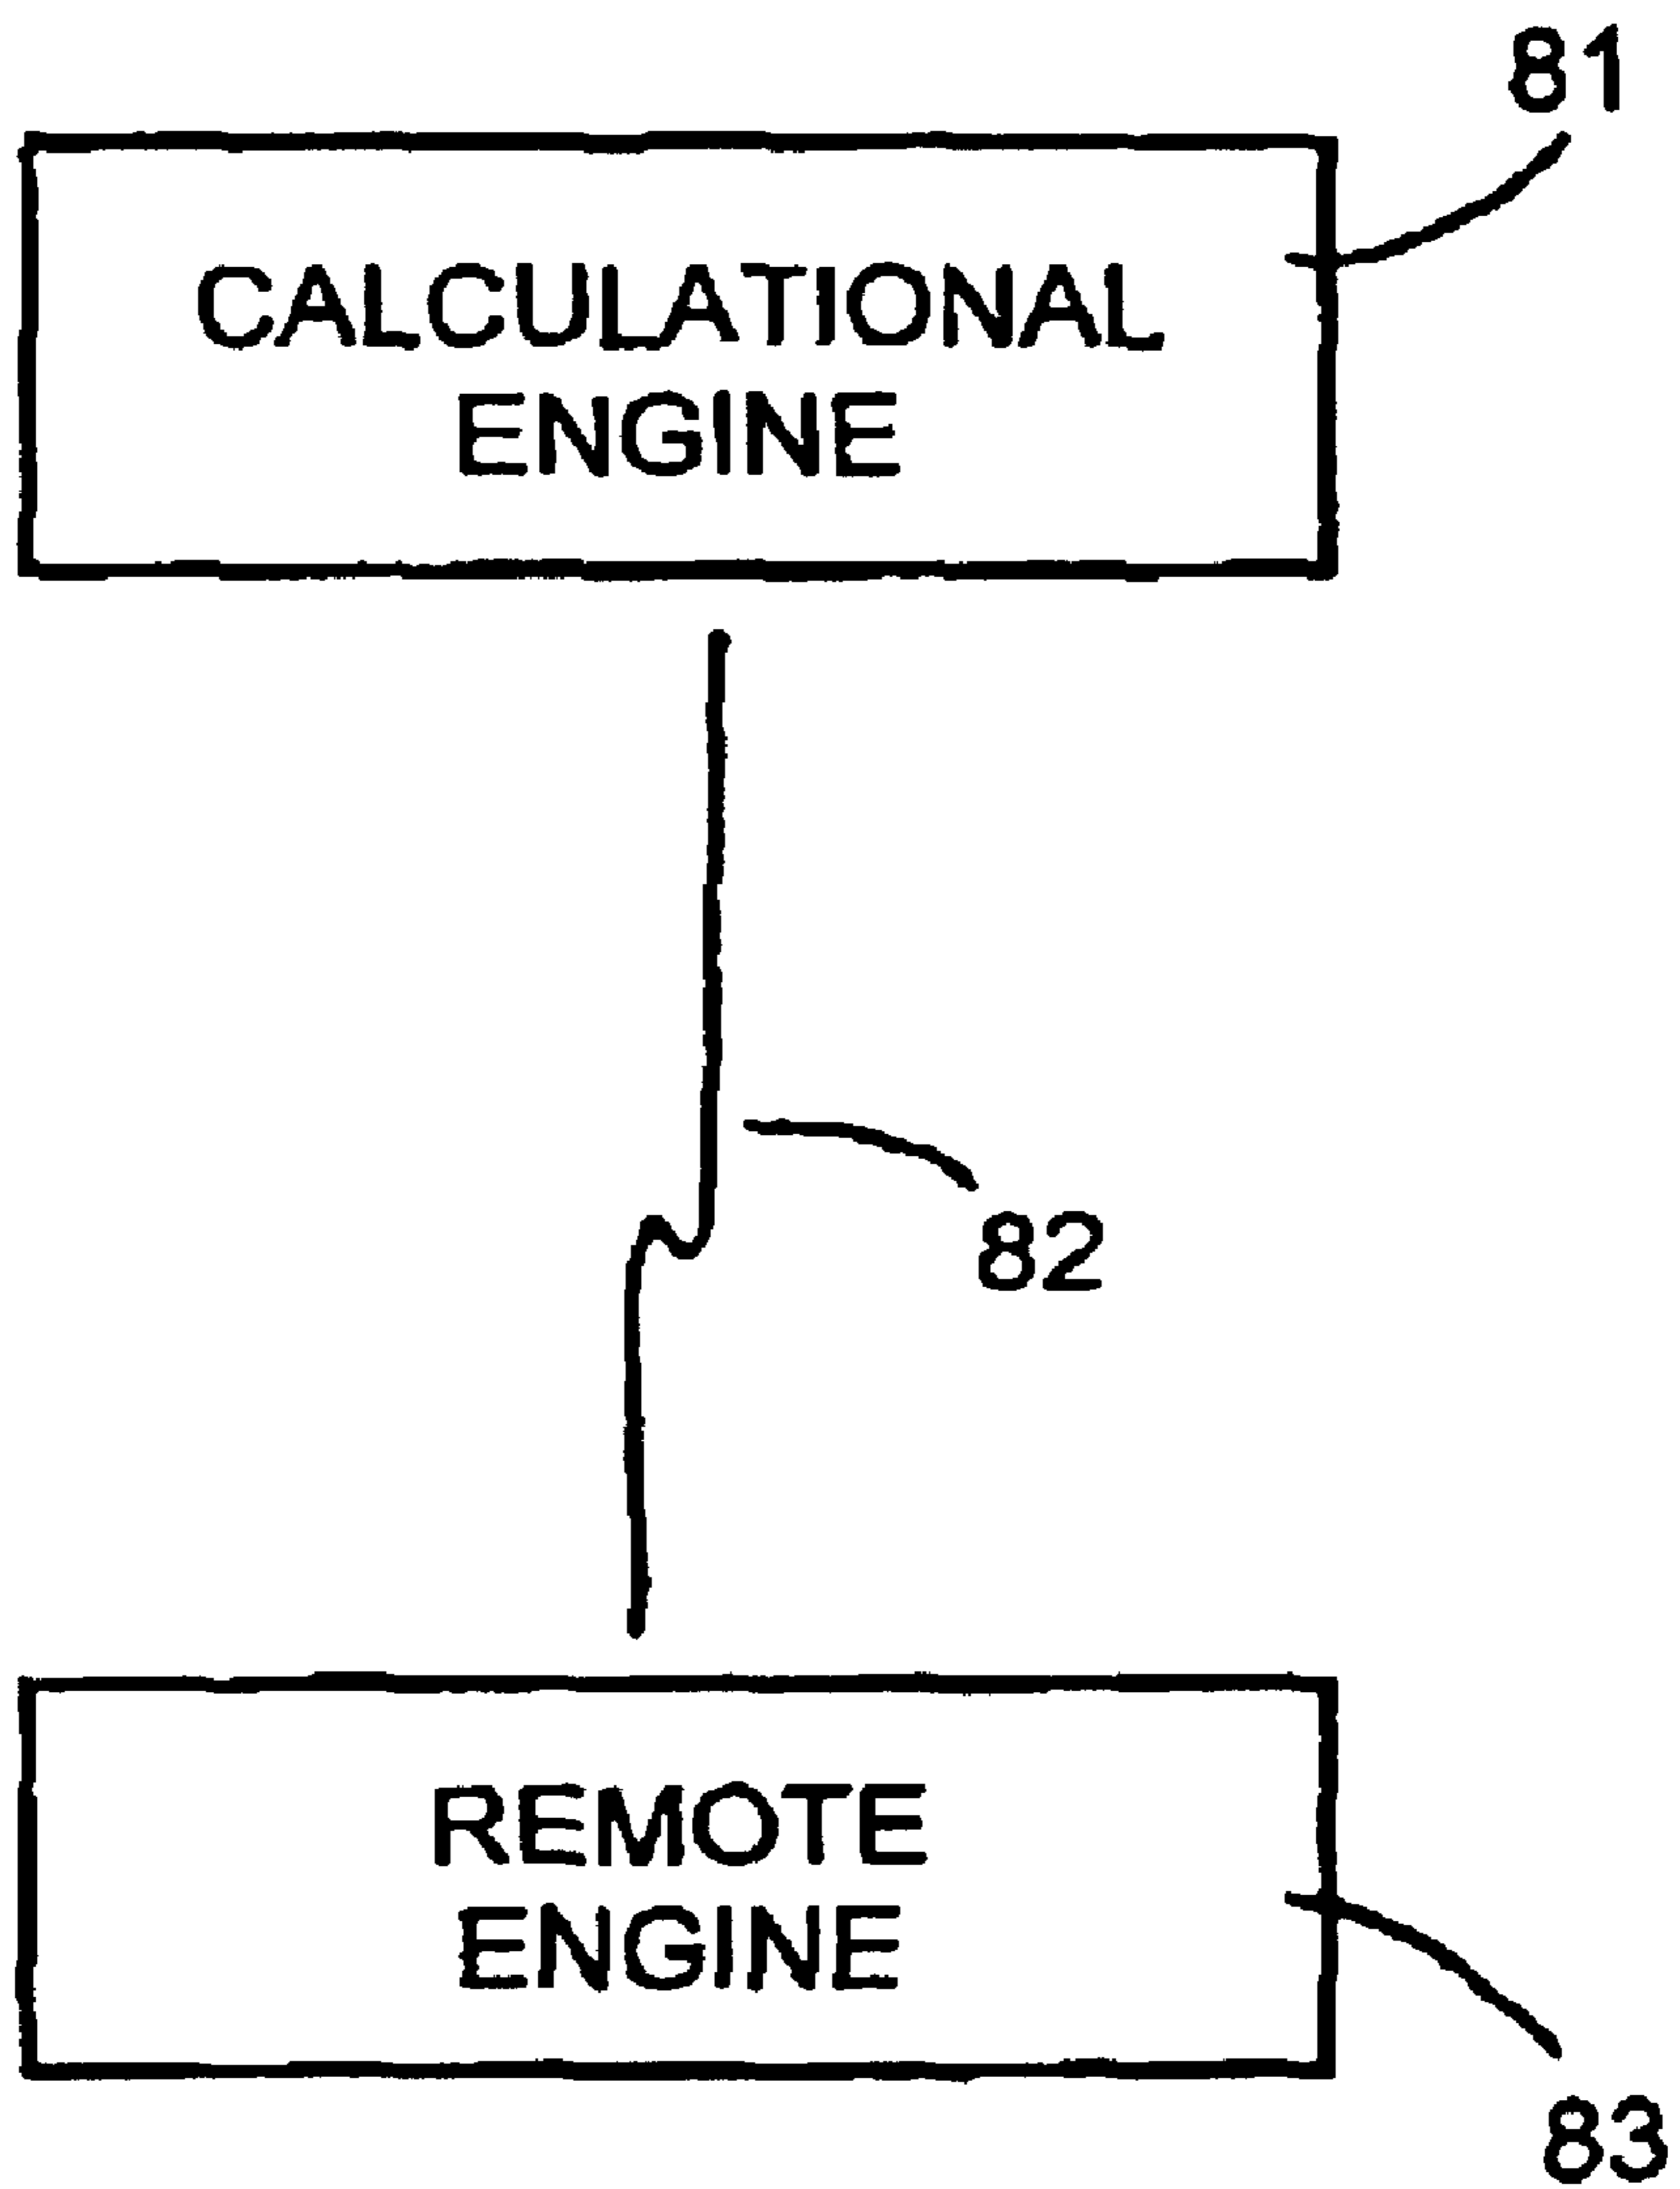 81
CALCULATIONAL
ENGINE
82
REMOTE
ENGINE
83